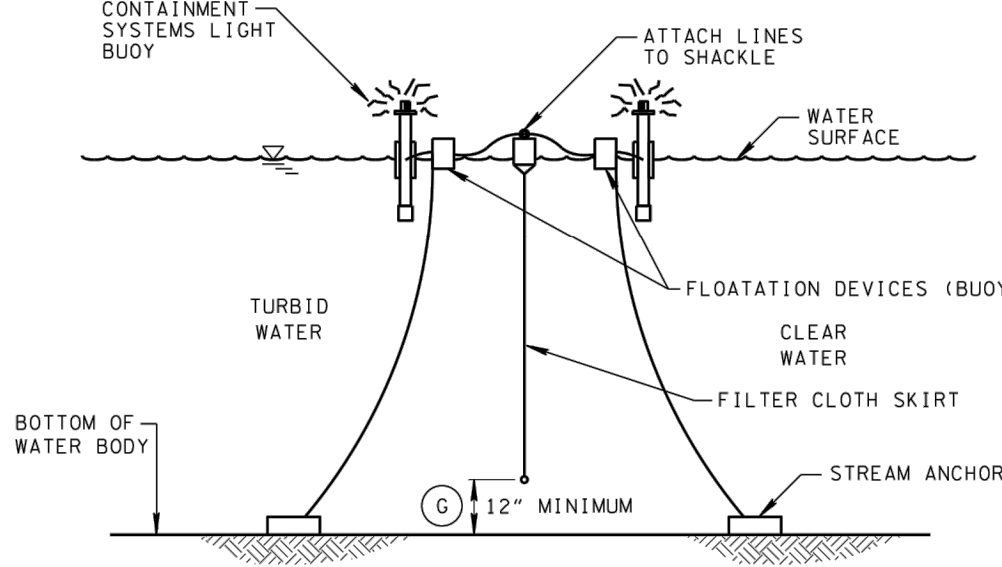 CONTAINMENT
SYSTEMS LIGHT
BUOY
ATTACH LINES
TO SHACKLE
WATER
SURFACE
FLOATATION DEVICES (BUOY
TURBID
WATER
CLEAR
WATER
FILTER CLOTH SKIRT
BOTTOM OF
WATER BODY
STREAM ANCHOR
G 12" MINIMUM